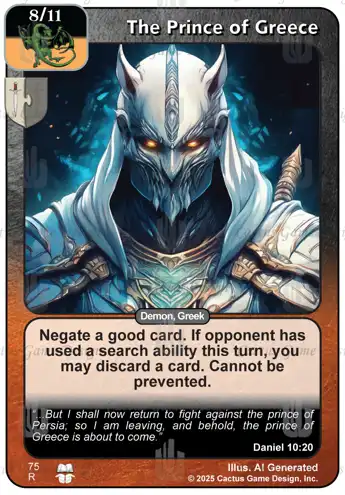 8/11
The Prince of Greece
Demon, Greek
Negate a good card. If opponent has
used a search ability this turn, you
may discard a card. Cannot be
prevented.
"...But I shall now return to fight against the prince of
Persia; so I am leaving, and behold, the prince of
Greece is about to come."
Daniel 10:20
75
R
Illus. AI Generated
© 2025 Cactus Game Design, Inc.